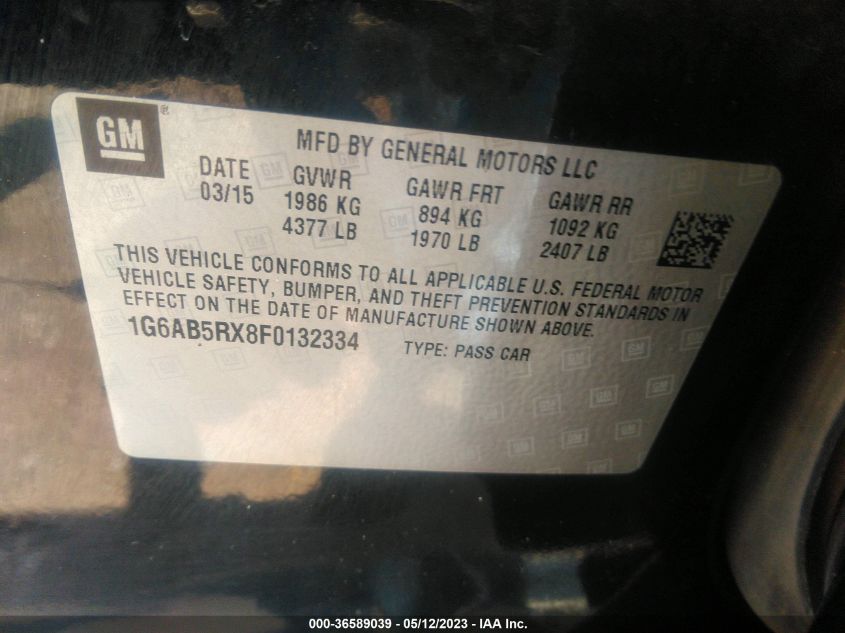 GM ®
MFD BY GENERAL MOTORS LLC
DATE GVWR GAWR FRT GAWR RR
03/15 1986 KG 894 KG 1092 KG
4377 LB 1970 LB 2407 LB
THIS VEHICLE CONFORMS TO ALL APPLICABLE U.S. FEDERAL MOTOR
VEHICLE SAFETY, BUMPER, AND THEFT PREVENTION STANDARDS IN
EFFECT ON THE DATE OF MANUFACTURE SHOWN ABOVE.
1G6AB5RX8F0132334 TYPE: PASS CAR
000-36589039 - 05/12/2023 - IAA Inc.